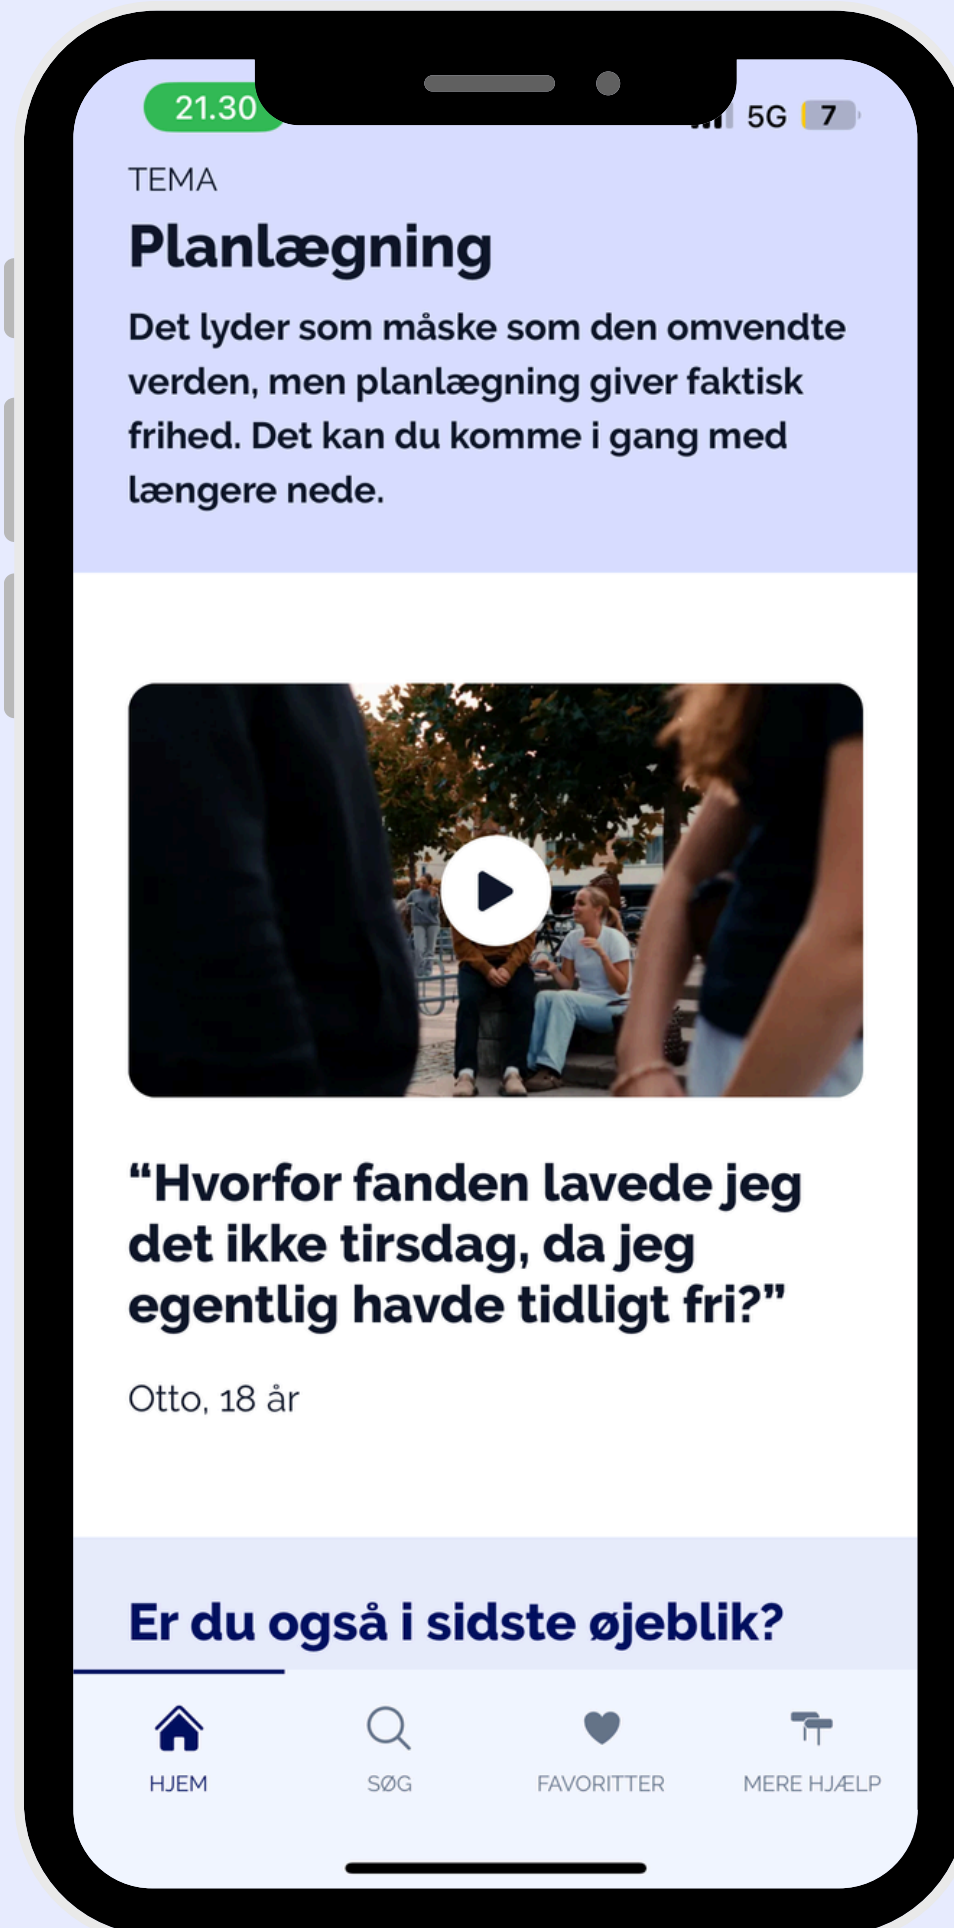 21.30
5G 7
TEMA
Planlægning
Det lyder som måske som den omvendte
verden, men planlægning giver faktisk
frihed. Det kan du komme i gang med
længere nede.
“Hvorfor fanden lavede jeg
det ikke tirsdag, da jeg
egentlig havde tidligt fri?”
Otto, 18 år
Er du også i sidste øjeblik?
HJEM
SØG
FAVORITTER
MERE HJÆLP